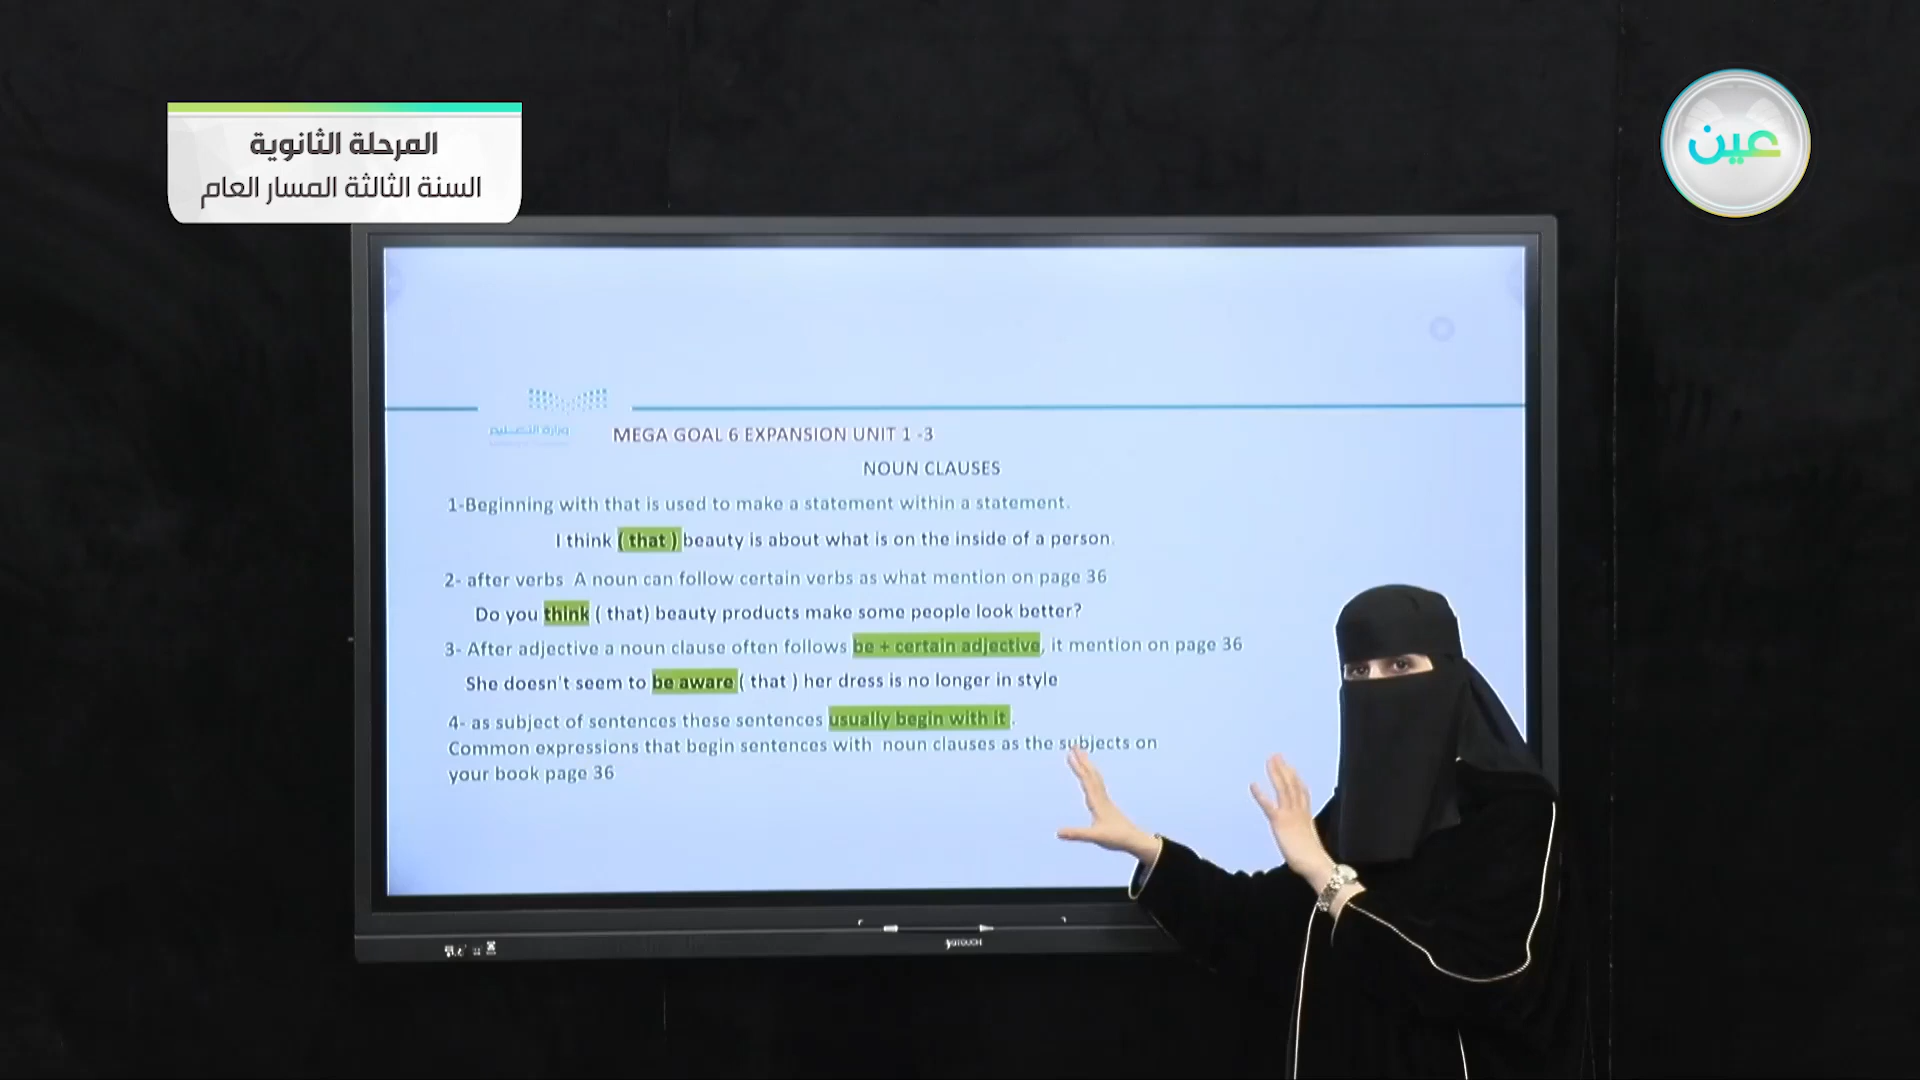 المرحلة الثانوية
السنة الثالثة المسار العام
عين
وزارة التعليم
MEGA GOAL 6 EXPANSION UNIT 1 -3
NOUN CLAUSES
1-Beginning with that is used to make a statement within a statement.
I think ( that ) beauty is about what is on the inside of a person.
2- after verbs A noun can follow certain verbs as what mention on page 36
Do you think ( that) beauty products make some people look better?
3- After adjective a noun clause often follows be + certain adjective, it mention on page 36
She doesn't seem to be aware ( that ) her dress is no longer in style
4- as subject of sentences these sentences usually begin with it .
Common expressions that begin sentences with noun clauses as the subjects on
your book page 36